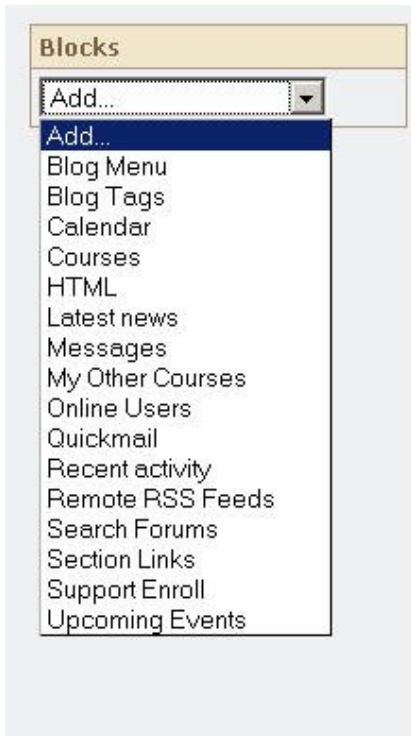 Blocks
Add...
Add...
Blog Menu
Blog Tags
Calendar
Courses
HTML
Latest news
Messages
My Other Courses
Online Users
Quickmail
Recent activity
Remote RSS Feeds
Search Forums
Section Links
Support Enroll
Upcoming Events